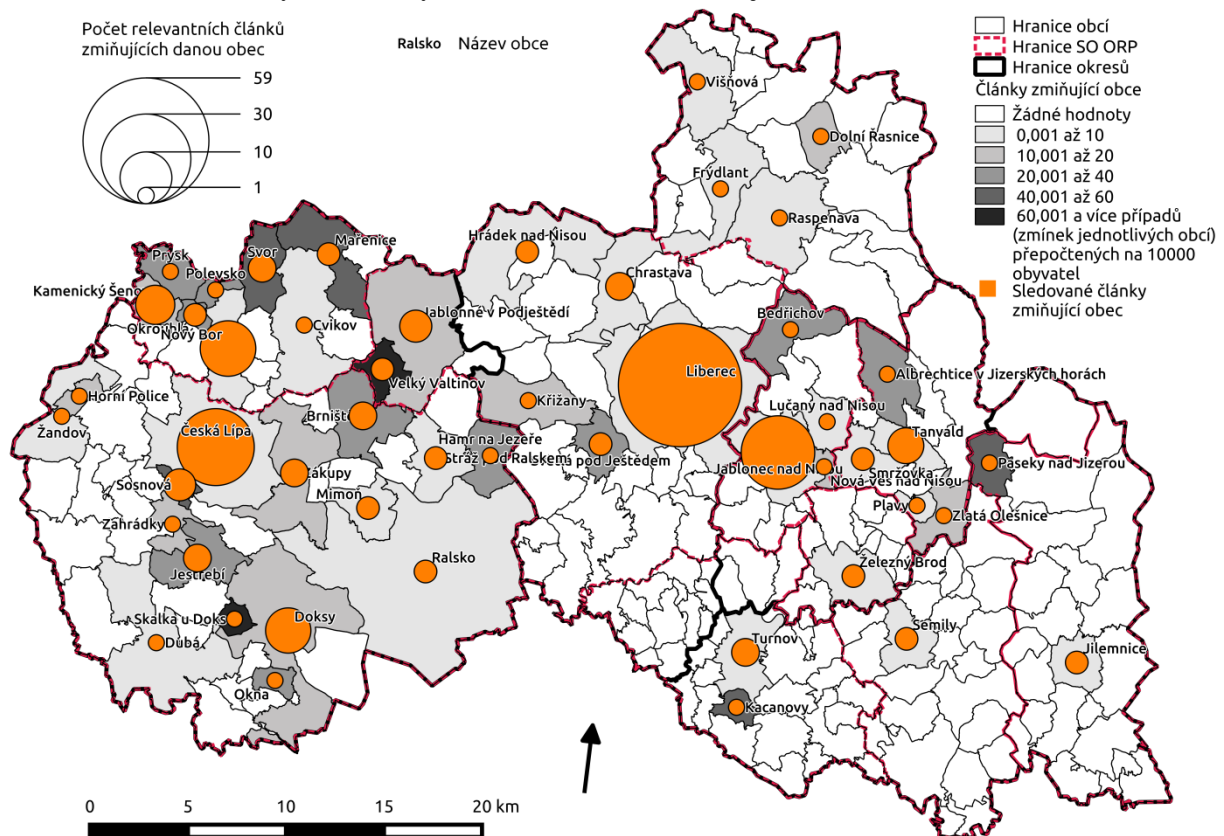 Počet relevantních článků
zmiňujících danou obec
59
30
10
1
Ralsko Název obce
Hranice obcí
Hranice SO ORP
Hranice okresů
Články zmiňující obce
Žádné hodnoty
0,001 až 10
10,001 až 20
20,001 až 40
40,001 až 60
60,001 a více případů
(zmínek jednotlivých obcí)
přepočtených na 10000
obyvatel
Sledované články
zmiňující obec
Višňová
Dolní Řasnice
Frýdlant
Raspenava
Hrádek nad Nisou
Chrastava
Mařenice
Svor
Prysk
Polevsko
Kamenický Šeno
Okrouhlá
Nový Bor
Cvikov
Jablonné v Podještědí
Bedřichov
Liberec
Albrechtice v Jizerských horách
Velký Valtinov
Křižany
Horní Police
Žandov
Brniště
Česká Lípa
Lučany nad Nisou
Tanvald
Hamr na Jezeře
Stráž pod Ralskem
pod Ještědem
Jablonec nad Nisou
Smržovka
Nová Ves nad Nisou
Paseky nad Jizerou
Zákupy
Sosnová
Mimoň
Plavy
Zlatá Olešnice
Zahrádky
Jestřebí
Ralsko
Železný Brod
Skalka u Doks
Doksy
Dubá
Turnov
Semily
Jilemnice
Okna
Kacanovy
0 5 10 20 km